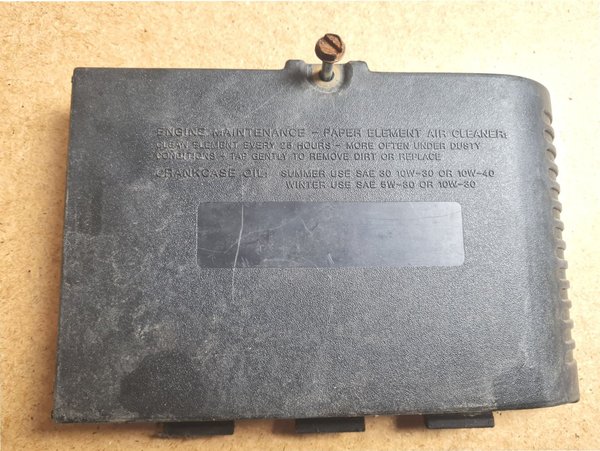 ENGINE MAINTENANCE - PAPER ELEMENT AIR CLEANER:
CLEAN ELEMENT EVERY 25 HOURS - MORE OFTEN UNDER DUSTY
CONDITIONS - TAP GENTLY TO REMOVE DIRT OR REPLACE
CRANKCASE OIL: SUMMER USE SAE 30 10W-30 OR 10W-40
WINTER USE SAE 5W-30 OR 10W-30